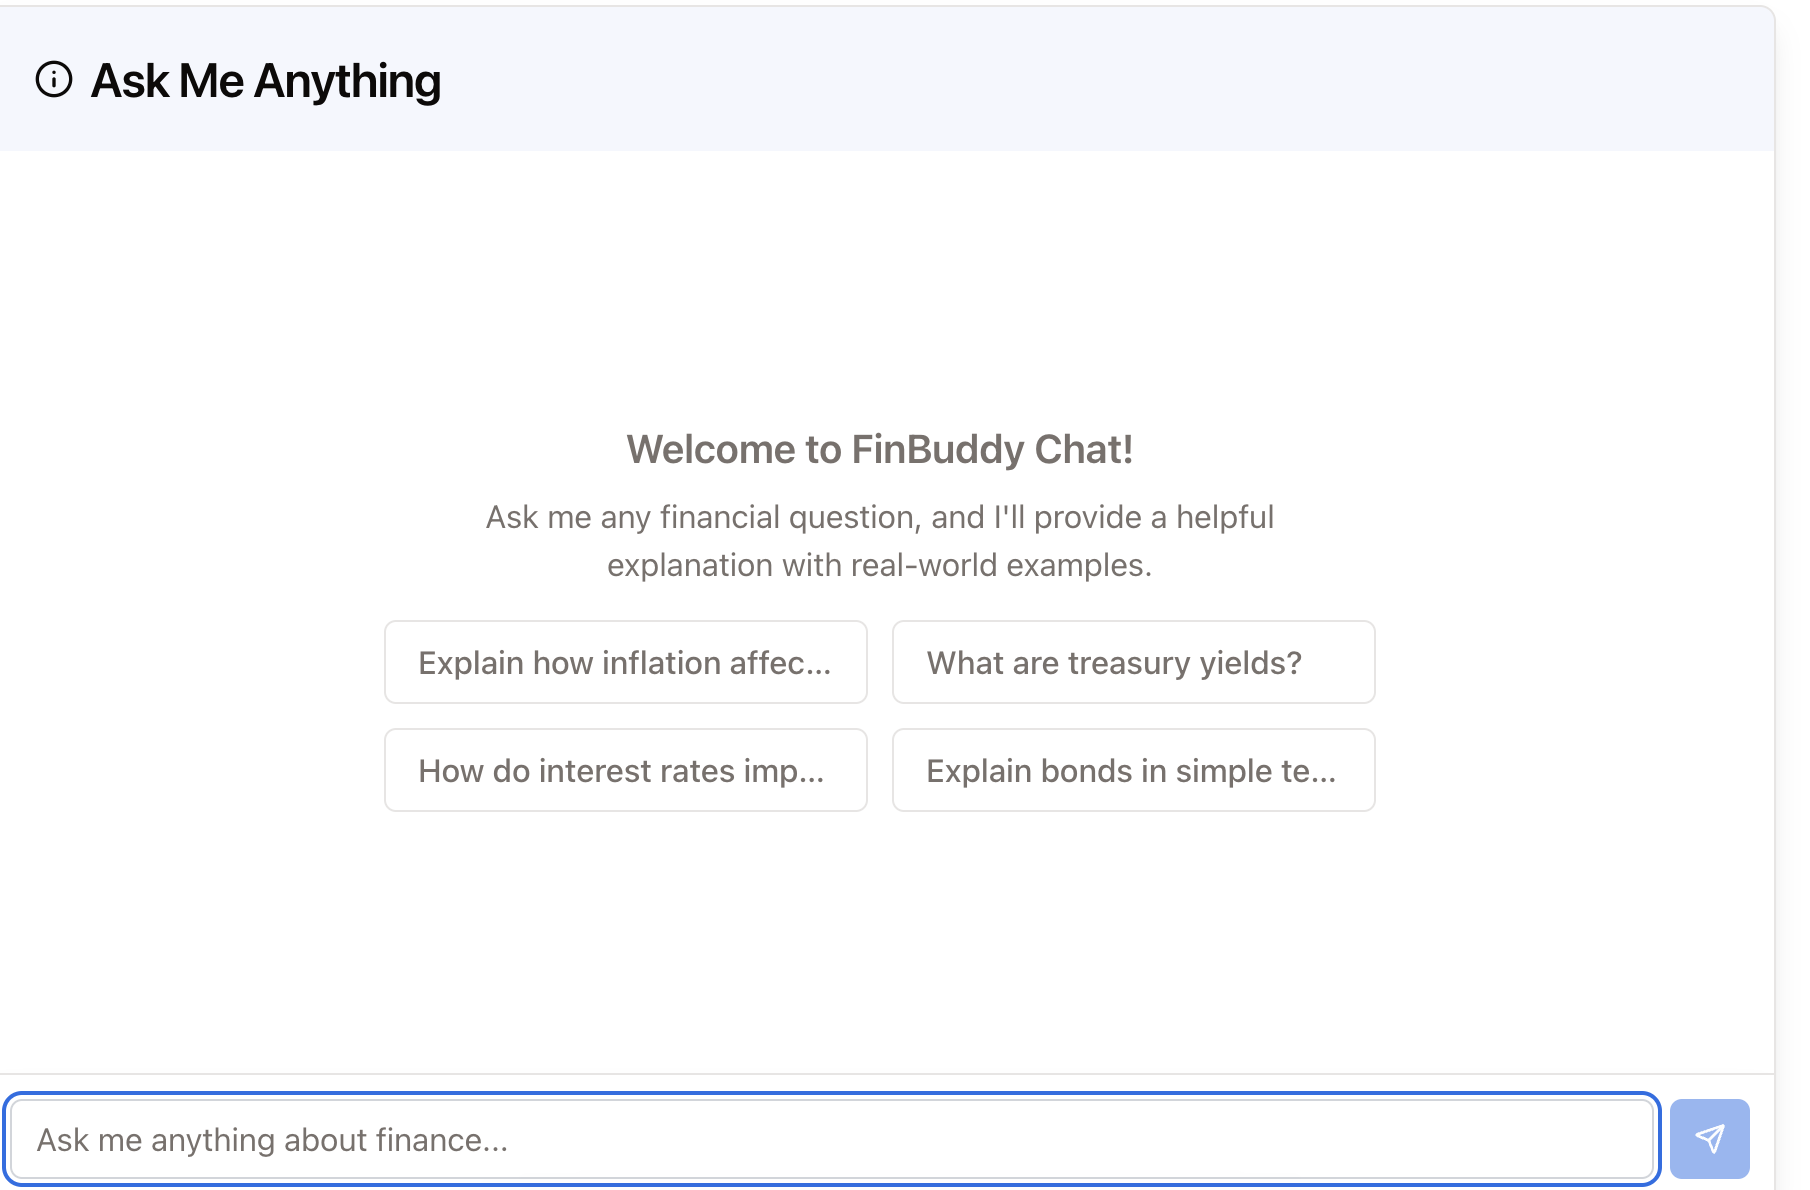 Ask Me Anything
Welcome to FinBuddy Chat!
Ask me any financial question, and I'll provide a helpful
explanation with real-world examples.
Explain how inflation affec...
What are treasury yields?
How do interest rates imp...
Explain bonds in simple te...
Ask me anything about finance...